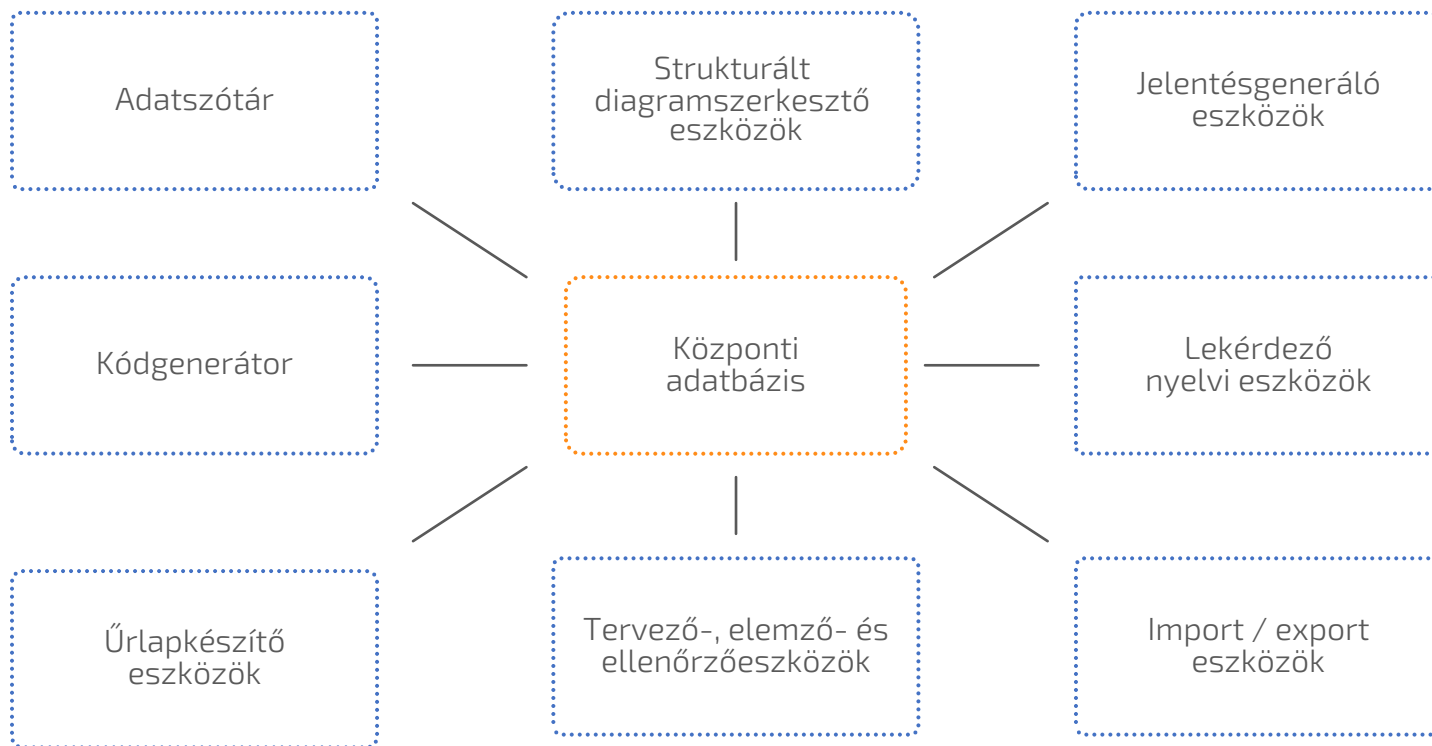 Adatszótár
Strukturált
diagramszerkesztő
eszközök
Jelentésgeneráló
eszközök
Kódgenerátor
Központi
adatbázis
Lekérdező
nyelvi eszközök
Űrlapkészítő
eszközök
Tervező-, elemző- és
ellenőrzőeszközök
Import / export
eszközök